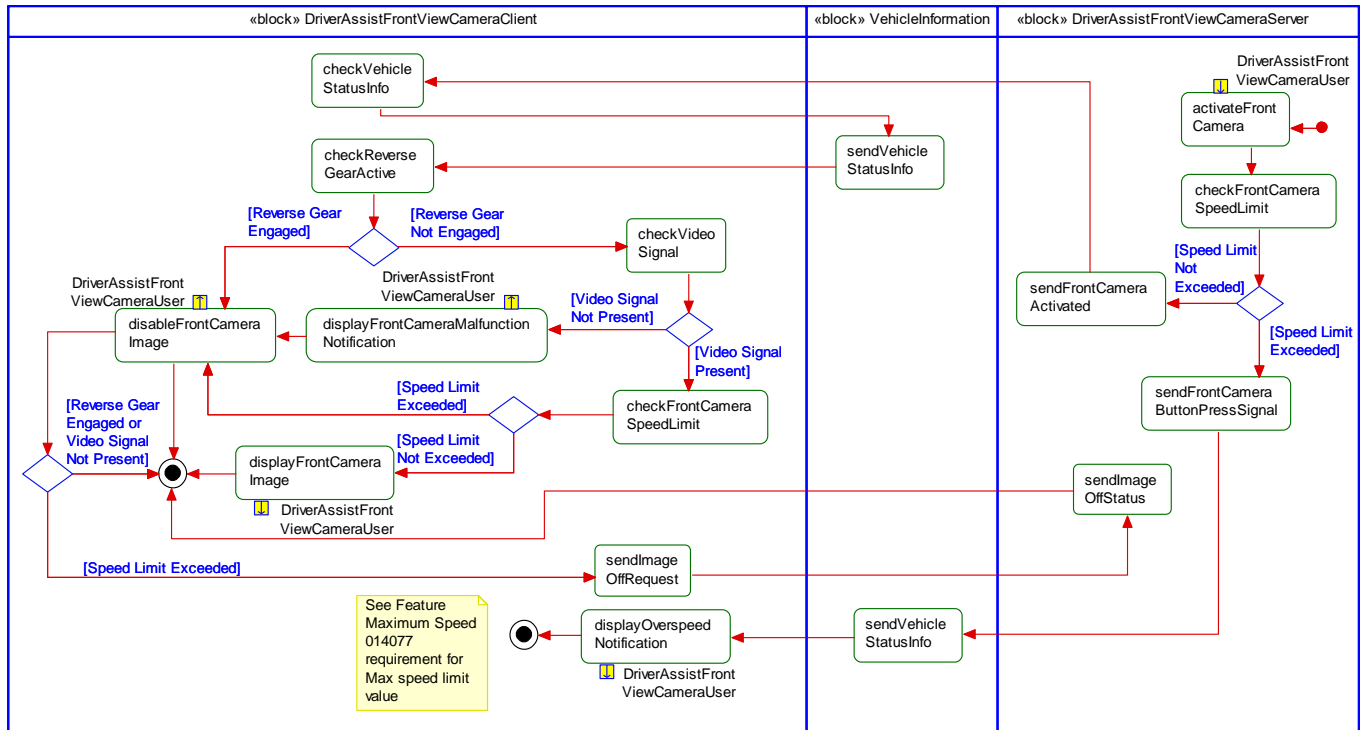 «block» DriverAssistFrontViewCameraClient
«block» VehicleInformation
«block» DriverAssistFrontViewCameraServer
checkVehicle
StatusInfo
DriverAssistFront
ViewCameraUser
activateFront
Camera
checkReverse
GearActive
sendVehicle
StatusInfo
checkFrontCamera
SpeedLimit
[Reverse Gear
Engaged]
[Reverse Gear
Not Engaged]
checkVideo
Signal
[Speed Limit
Not
Exceeded]
DriverAssistFront
ViewCameraUser
DriverAssistFront
ViewCameraUser
sendFrontCamera
Activated
disableFrontCamera
Image
displayFrontCameraMalfunction
Notification
[Video Signal
Not Present]
[Speed Limit
Exceeded]
[Video Signal
Present]
sendFrontCamera
ButtonPressSignal
[Speed Limit
Exceeded]
checkFrontCamera
SpeedLimit
[Reverse Gear
Engaged or
Video Signal
Not Present]
[Speed Limit
Not Exceeded]
displayFrontCamera
Image
DriverAssistFront
ViewCameraUser
sendImage
OffStatus
[Speed Limit Exceeded]
sendImage
OffRequest
See Feature
Maximum Speed
014077
requirement for
Max speed limit
value
displayOverspeed
Notification
sendVehicle
StatusInfo
DriverAssistFront
ViewCameraUser